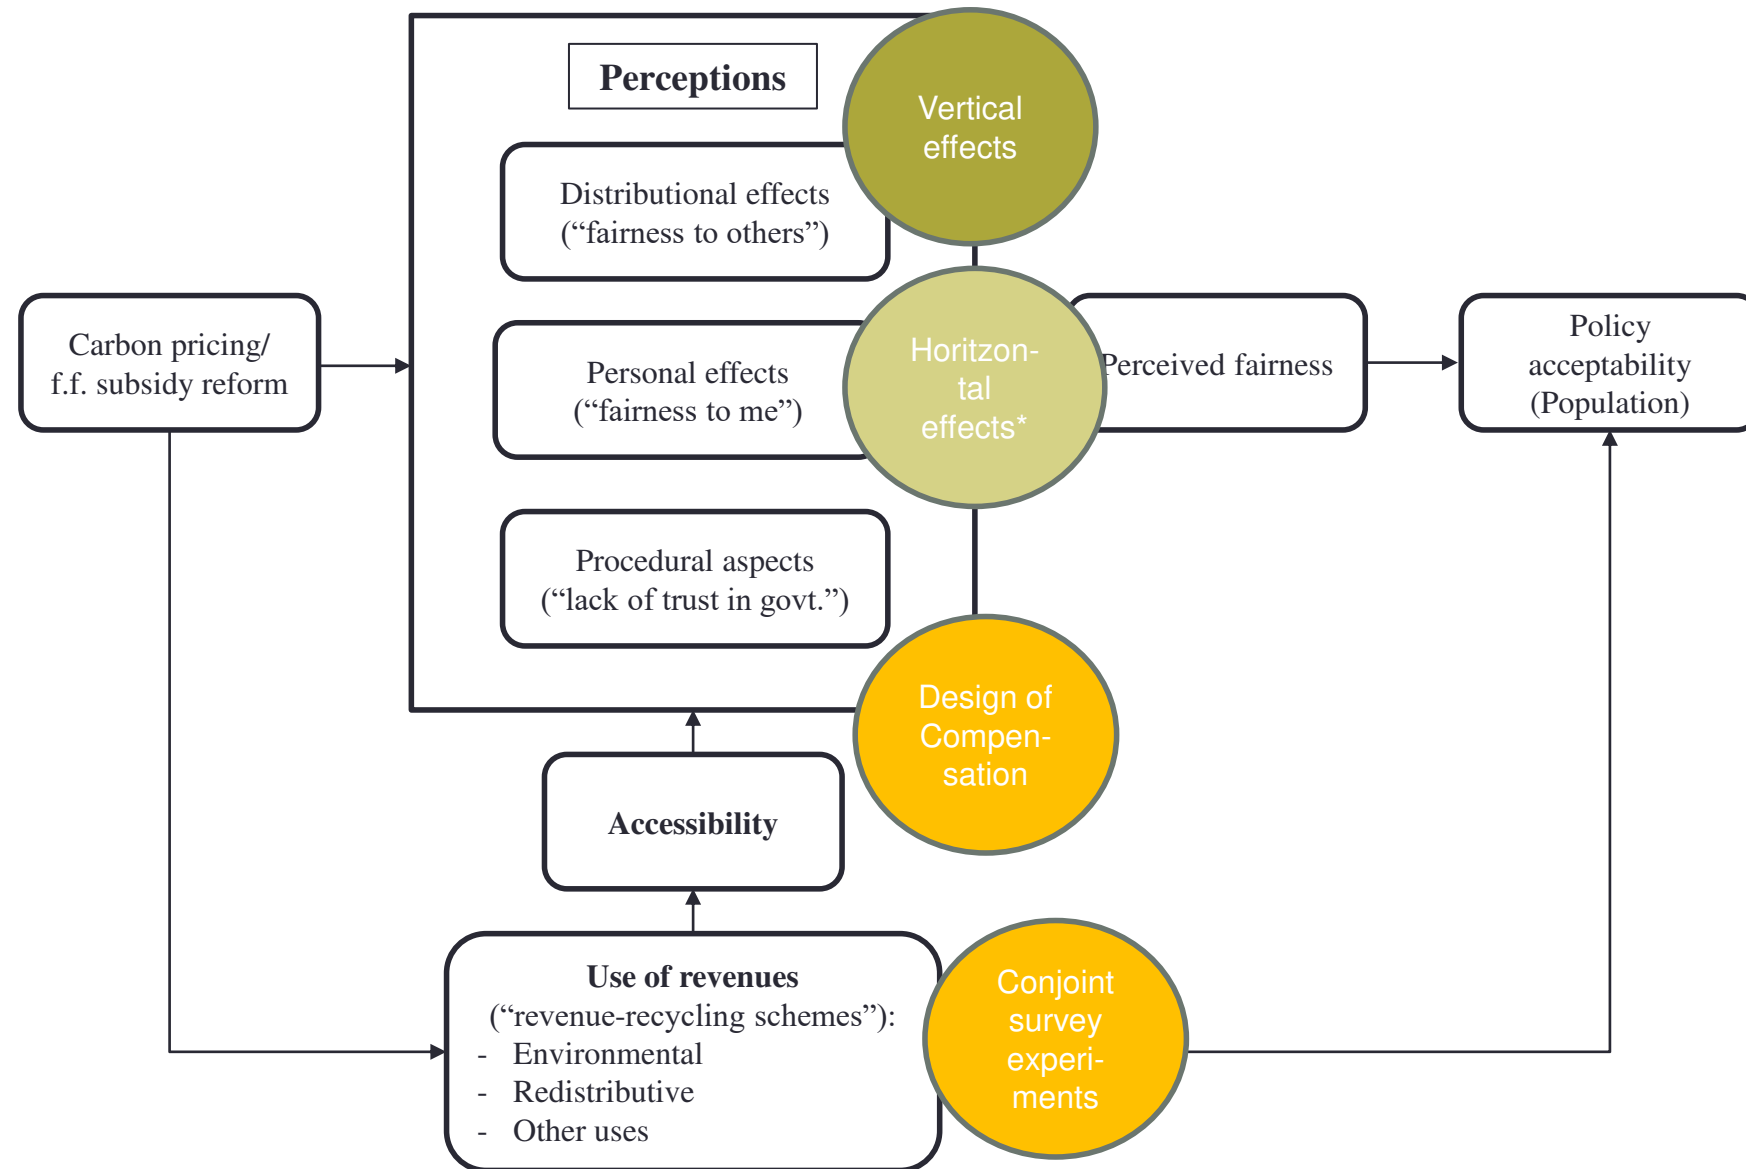 Perceptions
Vertical
effects
Distributional effects
(“fairness to others”)
Carbon pricing/
f.f. subsidy reform
Personal effects
(“fairness to me”)
Horitzon-
tal
effects*
Perceived fairness
Policy
acceptability
(Population)
Procedural aspects
(“lack of trust in govt.”)
Design of
Compen-
sation
Accessibility
Use of revenues
(“revenue-recycling schemes”):
- Environmental
- Redistributive
- Other uses
Conjoint
survey
experi-
ments